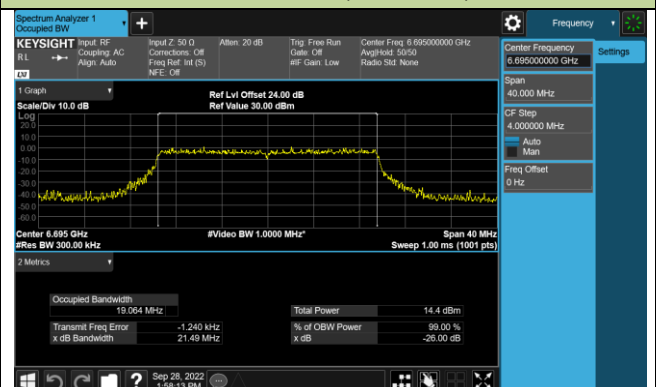 Spectrum Analyzer 1
Occupied BW
+
Frequency
KEYSIGHT
RL
Input: RF
Coupling: AC
Align: Auto
Input Z: 50 Ω
Corrections: Off
Freq Ref: Int (S)
NFE: Off
Atten: 20 dB
Trig: Free Run
Gate: Off
#IF Gain: Low
Center Freq: 6.695000000 GHz
Avg|Hold: 50/50
Radio Std: None
Center Frequency
6.695000000 GHz
Settings
Span
40.000 MHz
CF Step
4.000000 MHz
Auto
Man
Freq Offset
0 Hz
1 Graph
Scale/Div 10.0 dB
Ref Lvl Offset 24.00 dB
Ref Value 30.00 dBm
Log
20.0
10.0
0.00
-10.0
-20.0
-30.0
-40.0
-50.0
-60.0
Center 6.695 GHz
#Video BW 1.0000 MHz*
Span 40 MHz
#Res BW 300.00 kHz
Sweep 1.00 ms (1001 pts)
2 Metrics
Occupied Bandwidth
19.064 MHz
Total Power 14.4 dBm
Transmit Freq Error -1.240 kHz
% of OBW Power 99.00 %
x dB Bandwidth 21.49 MHz
x dB -26.00 dB
?
Sep 28, 2022
1:58:13 PM